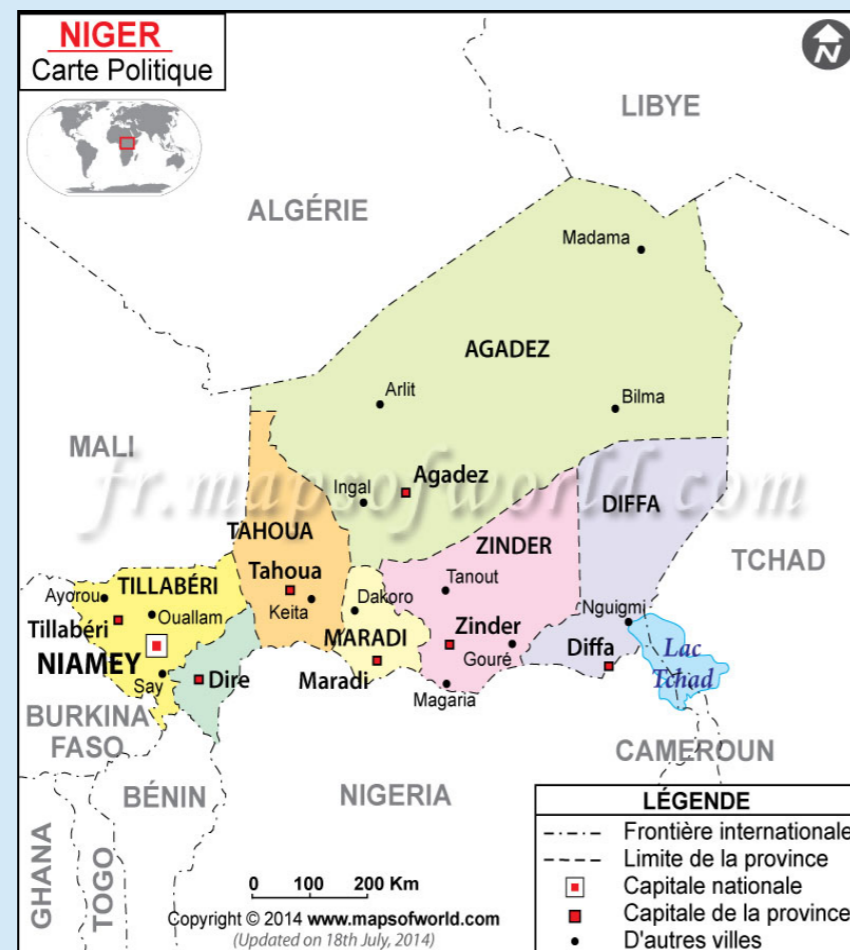 NIGER
Carte Politique
N
LIBYE
ALGÉRIE
Madama
AGADEZ
Arlit
Bilma
MALI
fr.mapsofworld.com
Agadez
Ingal
DIFFA
TAHOUA
ZINDER
TCHAD
Tahoua
Tanout
TILLABÉRI
Ayorou
Keita
Dakoro
Ouallam
Nguigmi
Tillabéri
Zinder
MARADI
Diffa
Lac
Tchad
NIAMEY
Gouré
Say
Dire
Maradi
Magaria
BURKINA
FASO
CAMEROUN
BÉNIN
NIGERIA
GHANA
TOGO
0 100 200 Km
Copyright © 2014 www.mapsofworld.com
(Updated on 18th July, 2014)
LÉGENDE
Frontière internationale
Limite de la province
Capitale nationale
Capitale de la province
D'autres villes